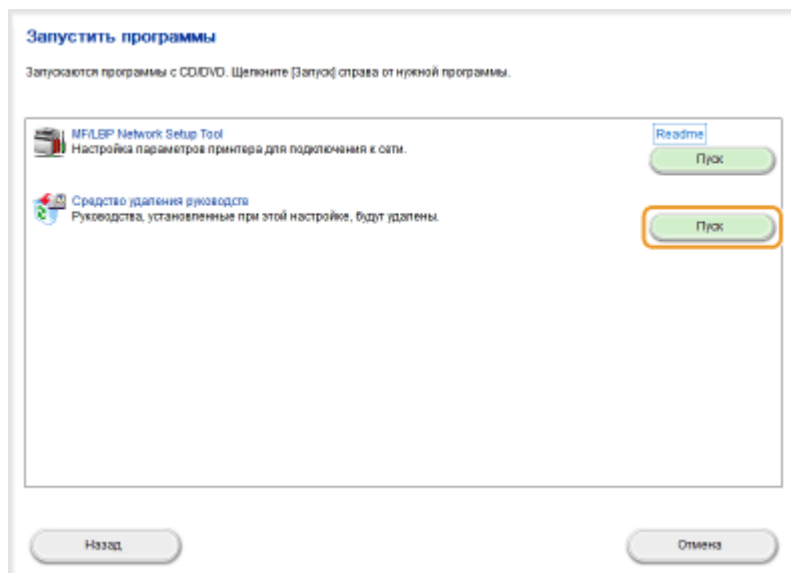 Запустить программы
Запускаются программы с CD/DVD. Щелкните [Запуск] справа от нужной программы.
MF/LBP Network Setup Tool
Readme
Настройка параметров принтера для подключения к сети.
Пуск
Средство удаления руководств
Руководства, установленные при этой настройке, будут удалены.
Пуск
Назад
Отмена